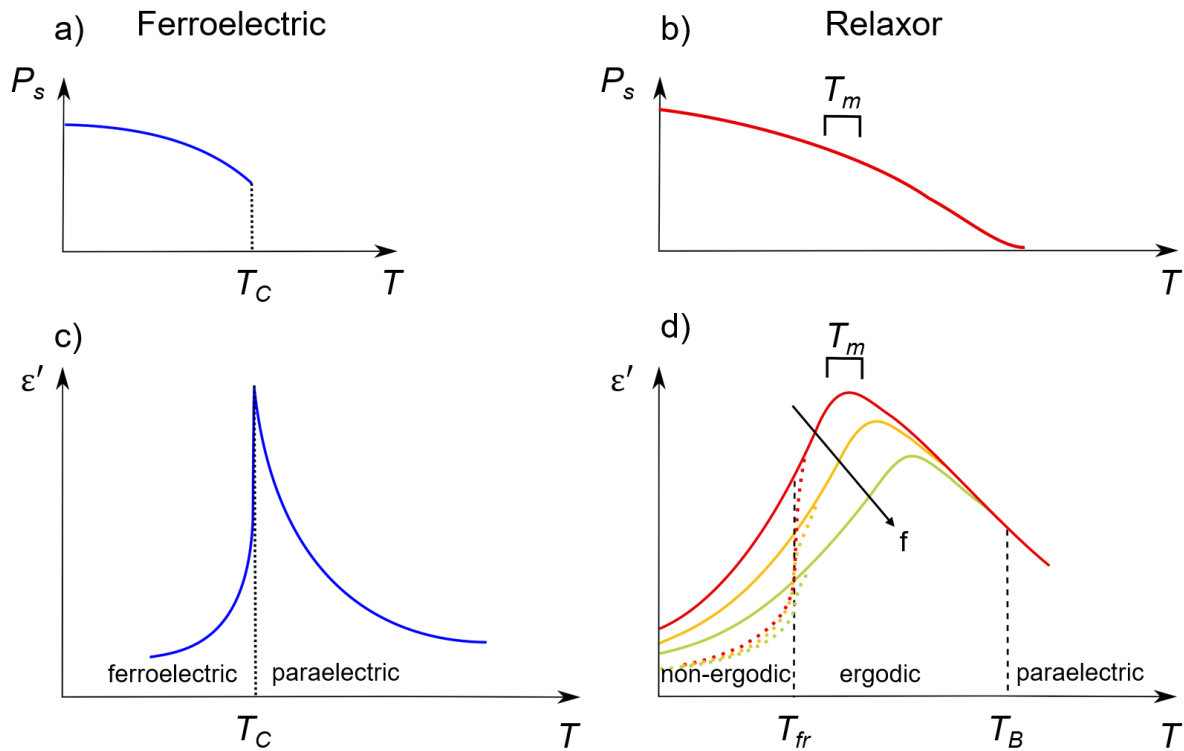 a) Ferroelectric
b) Relaxor
P_s
T_C
T
P_s
T_m
T
c)
ε′
ferroelectric
paraelectric
T_C
T
d)
ε′
T_m
f
non-ergodic
ergodic
paraelectric
T_fr
T_B
T